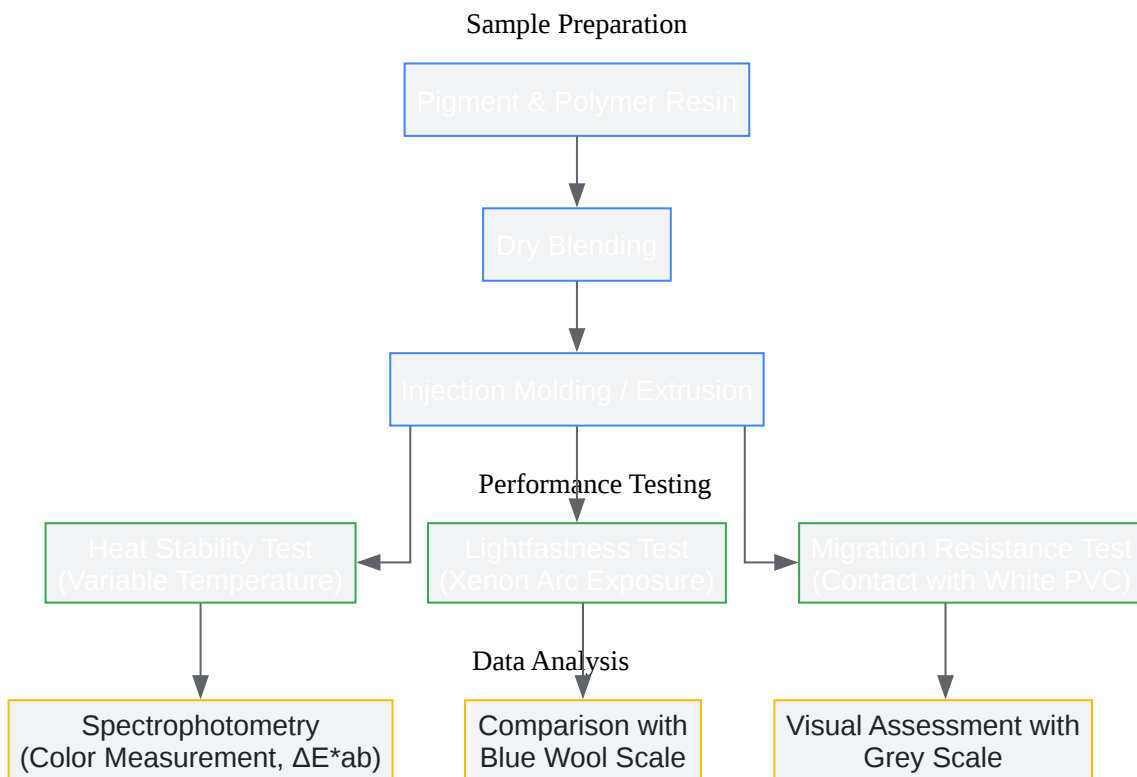 Sample Preparation
Pigment & Polymer Resin
Dry Blending
Injection Molding / Extrusion
Performance Testing
Heat Stability Test
(Variable Temperature)
Lightfastness Test
(Xenon Arc Exposure)
Migration Resistance Test
(Contact with White PVC)
Data Analysis
Spectrophotometry
(Color Measurement, ΔE*ab)
Comparison with
Blue Wool Scale
Visual Assessment with
Grey Scale